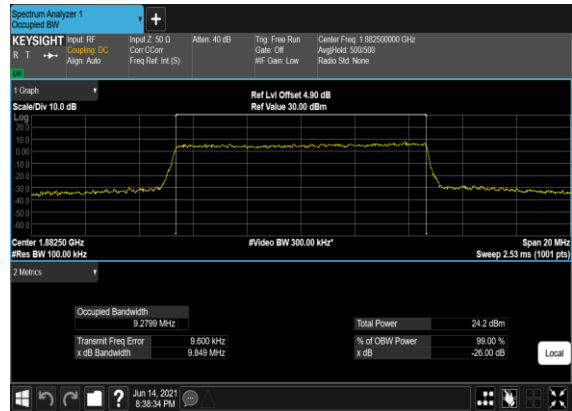 Spectrum Analyzer 1
Occupied BW
+
KEYSIGHT Input: RF Input Z: 50 Ω Atten: 40 dB Trig: Free Run Center Freq: 1.882500000 GHz
R T Coupling: DC Corr CCorr Gate: Off Avg|Hold: 500/500
Align: Auto Freq Ref: Int (S) #IF Gain: Low Radio Std: None
1 Graph
Ref Lvl Offset 4.90 dB
Scale/Div 10.0 dB Ref Value 30.00 dBm
Log
20.0
10.0
0.00
-10.0
-20.0
-30.0
-40.0
-50.0
-60.0
Center 1.88250 GHz #Video BW 300.00 kHz* Span 20 MHz
#Res BW 100.00 kHz Sweep 2.53 ms (1001 pts)
2 Metrics
Occupied Bandwidth
9.2799 MHz Total Power 24.2 dBm
Transmit Freq Error 9.600 kHz % of OBW Power 99.00 %
x dB Bandwidth 9.849 MHz x dB -26.00 dB
Local
? Jun 14, 2021
8:38:34 PM